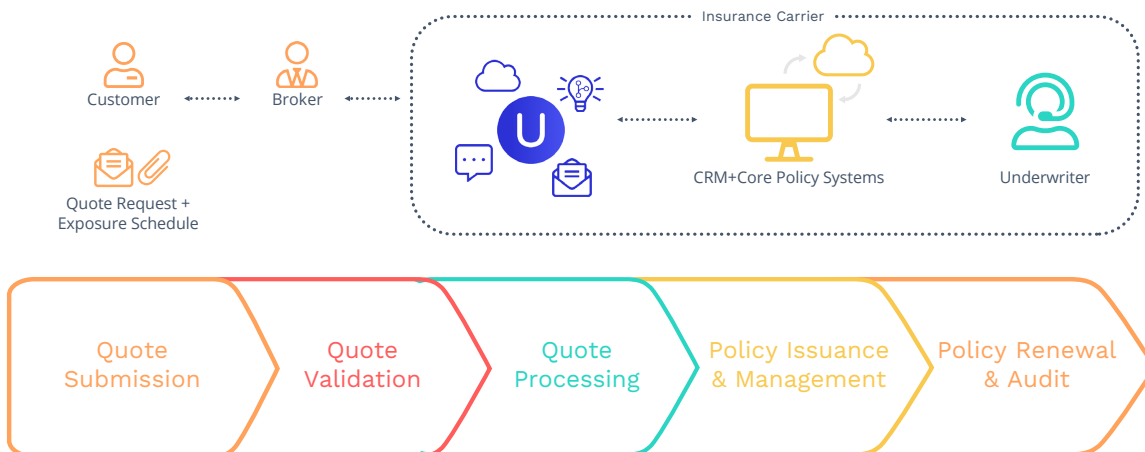 Insurance Carrier
Customer
Broker
U
CRM+Core Policy Systems
Underwriter
Quote Request +
Exposure Schedule
Quote
Submission
Quote
Validation
Quote
Processing
Policy Issuance
& Management
Policy Renewal
& Audit